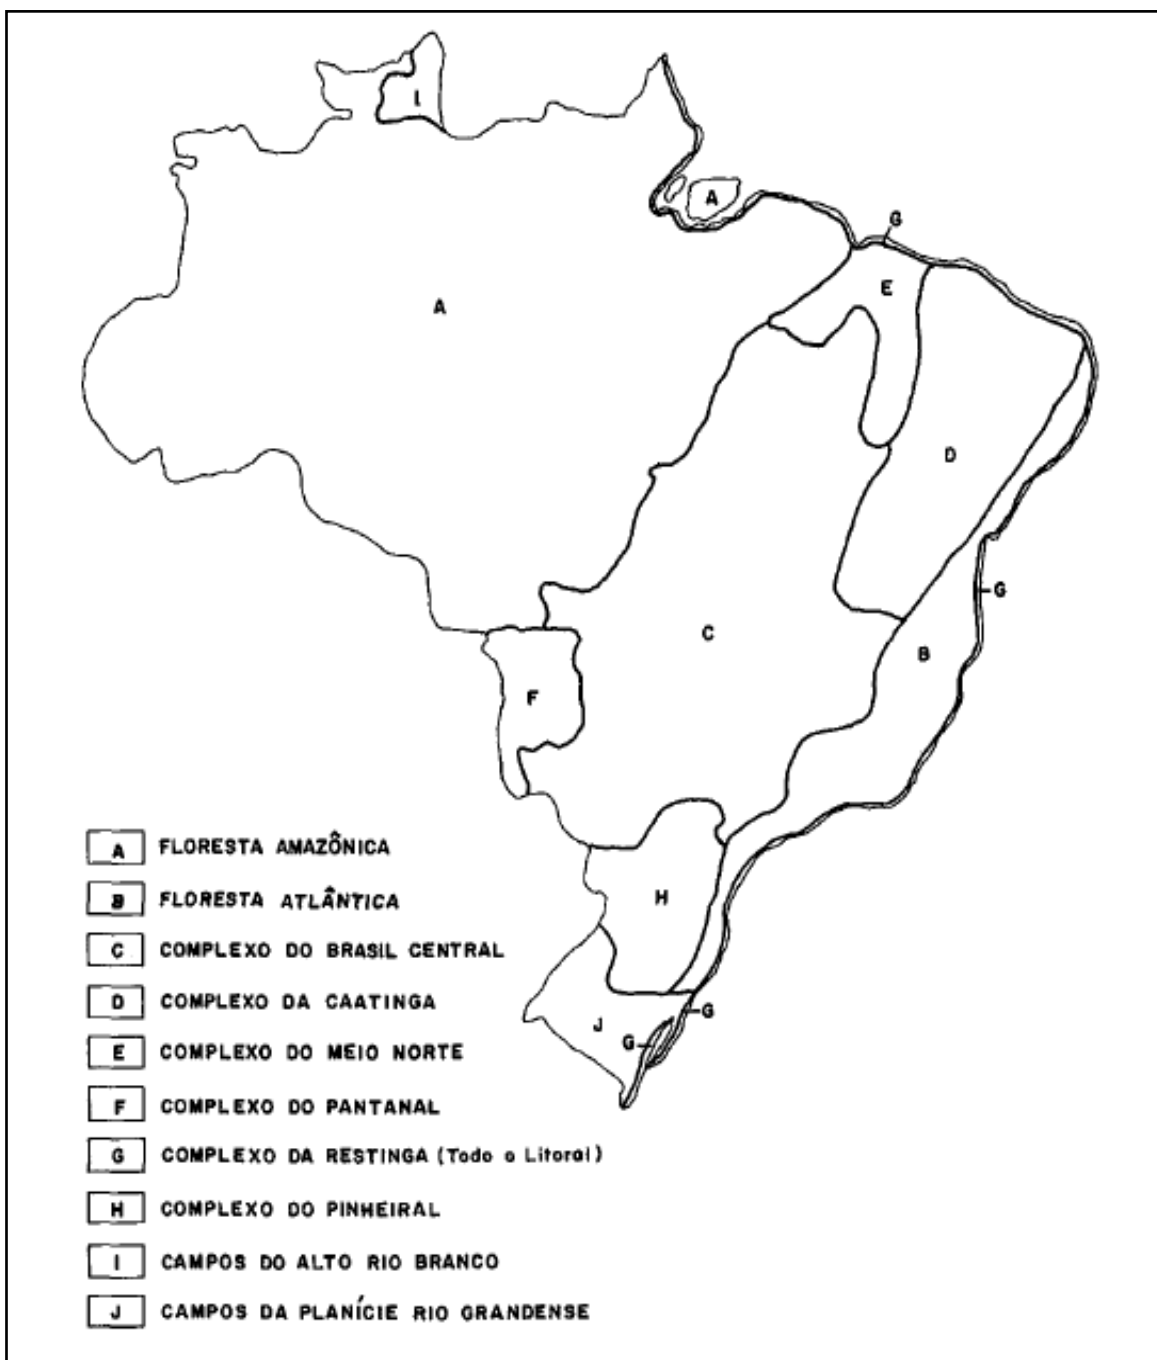 I
A
G
A
E
D
G
C
B
F
H
J
G
G
A FLORESTA AMAZÔNICA
B FLORESTA ATLÂNTICA
C COMPLEXO DO BRASIL CENTRAL
D COMPLEXO DA CAATINGA
E COMPLEXO DO MEIO NORTE
F COMPLEXO DO PANTANAL
G COMPLEXO DA RESTINGA (Todo o Litoral)
H COMPLEXO DO PINHEIRAL
I CAMPOS DO ALTO RIO BRANCO
J CAMPOS DA PLANÍCIE RIO GRANDENSE